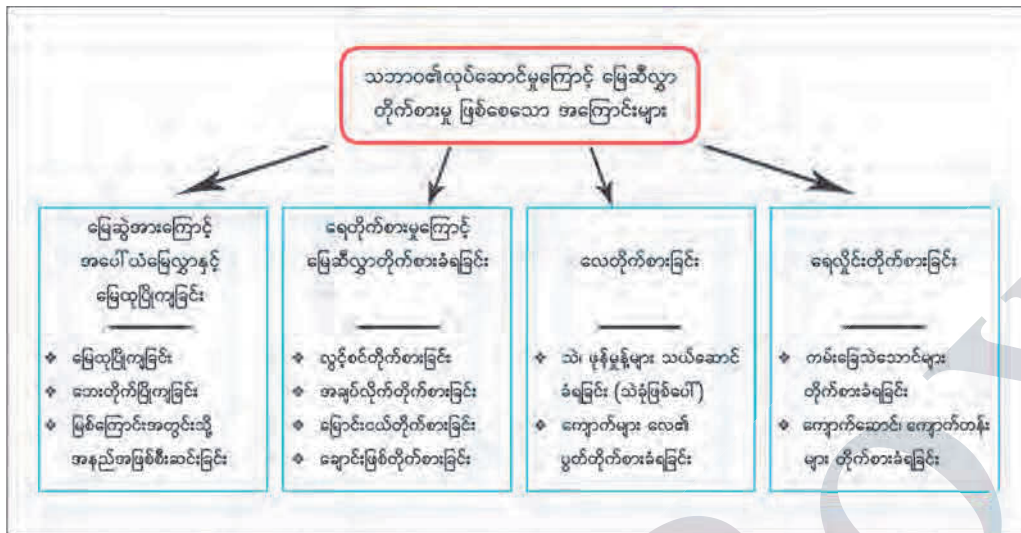 သဘာဝ၏လုပ်ဆောင်မှုကြောင့် မြေဆီလွှာ
တိုက်စားမှု ဖြစ်စေသော အကြောင်းများ
မြေဆွဲအားကြောင့်
အပေါ်ယံမြေလွှာနှင့်
မြေထုပြိုကျခြင်း
❖ မြေထုပြိုကျခြင်း
❖ ဘေးတိုက်ပြိုကျခြင်း
❖ မြစ်ကြောင်းအတွင်းသို့
အနည်အဖြစ်စီးဆင်းခြင်း
ရေတိုက်စားမှုကြောင့်
မြေဆီလွှာတိုက်စားခံရခြင်း
❖ လွင့်စင်တိုက်စားခြင်း
❖ အချပ်လိုက်တိုက်စားခြင်း
❖ မြောင်းငယ်တိုက်စားခြင်း
❖ ချောင်းဖြစ်တိုက်စားခြင်း
လေတိုက်စားခြင်း
❖ သဲ၊ ဖုန်မှုန့်များ သယ်ဆောင်
ခံရခြင်း (သဲခုံဖြစ်ပေါ်)
❖ ကျောက်များ လေ၏
ပွတ်တိုက်စားခံရခြင်း
ရေလှိုင်းတိုက်စားခြင်း
❖ ကမ်းခြေသဲသောင်များ
တိုက်စားခံရခြင်း
❖ ကျောက်ဆောင်၊ ကျောက်တန်း
များ တိုက်စားခံရခြင်း